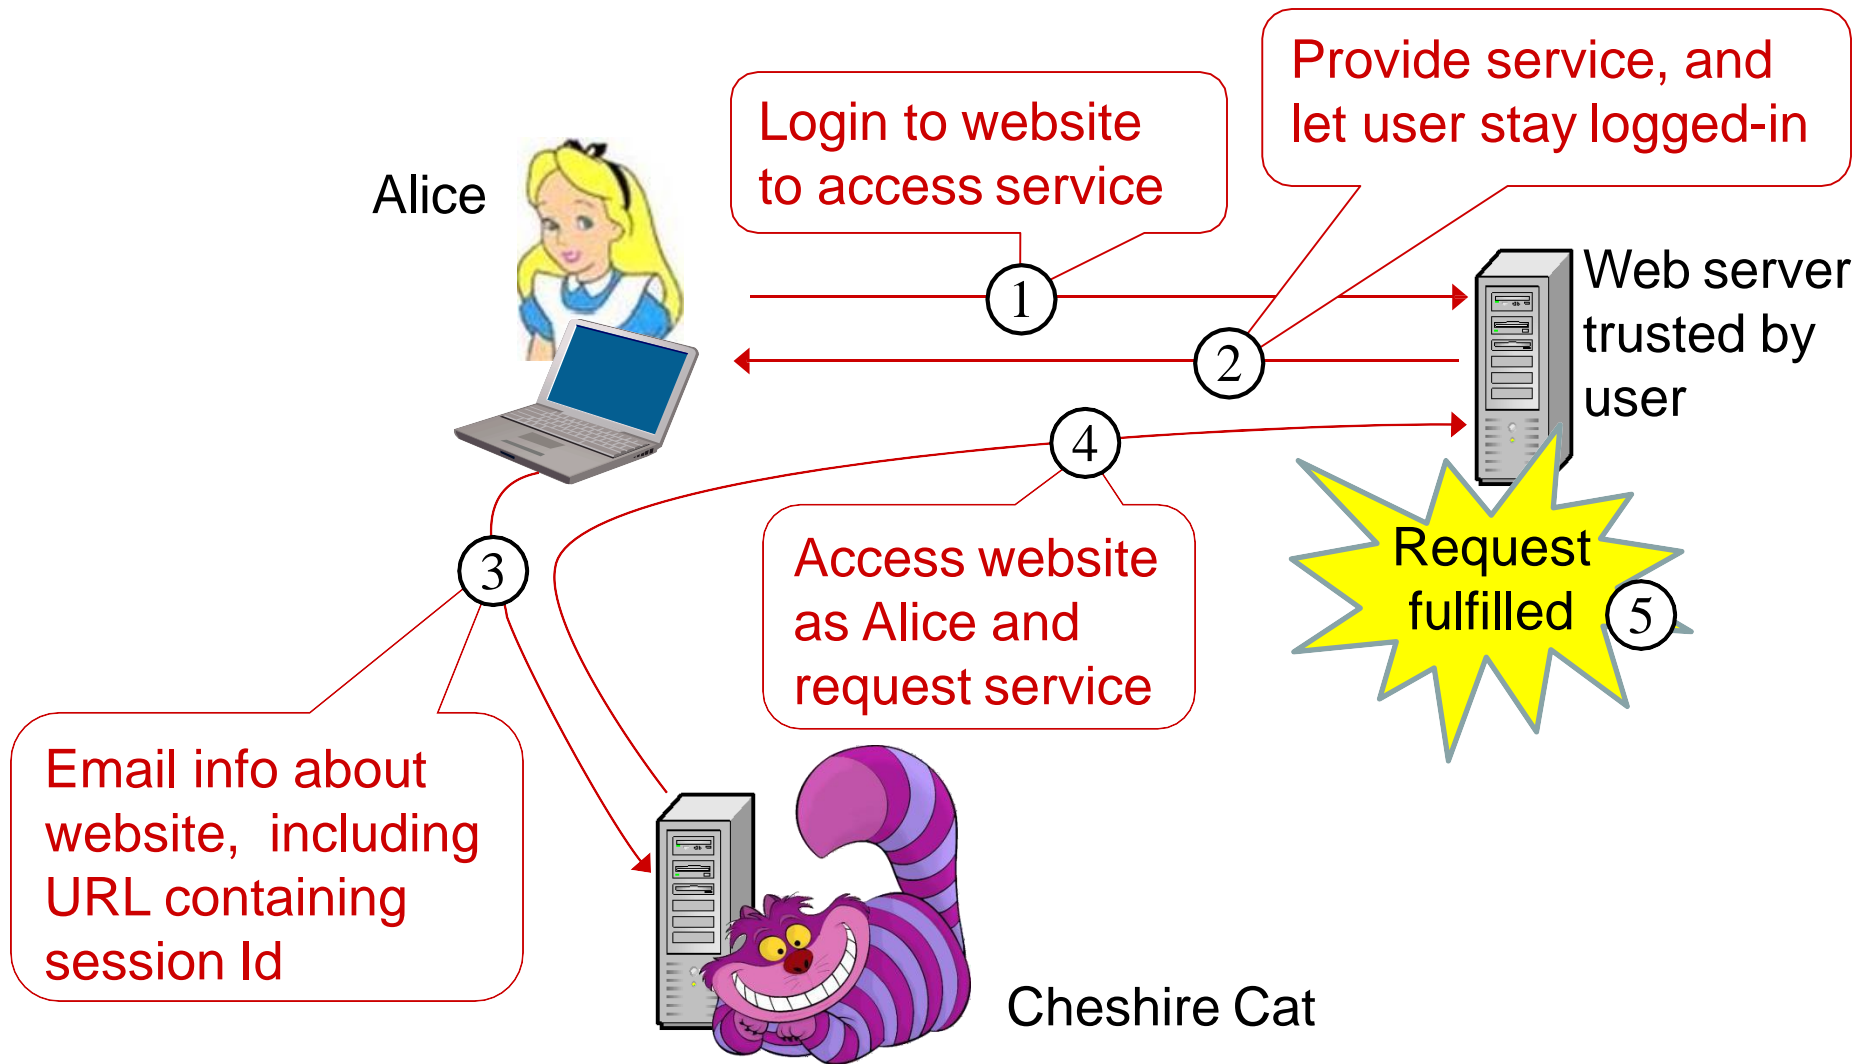 Provide service, and
let user stay logged-in
Login to website
to access service
Alice
1
Web server
trusted by
user
2
4
3
Access website
as Alice and
request service
Request
fulfilled
5
Email info about
website, including
URL containing
session Id
Cheshire Cat